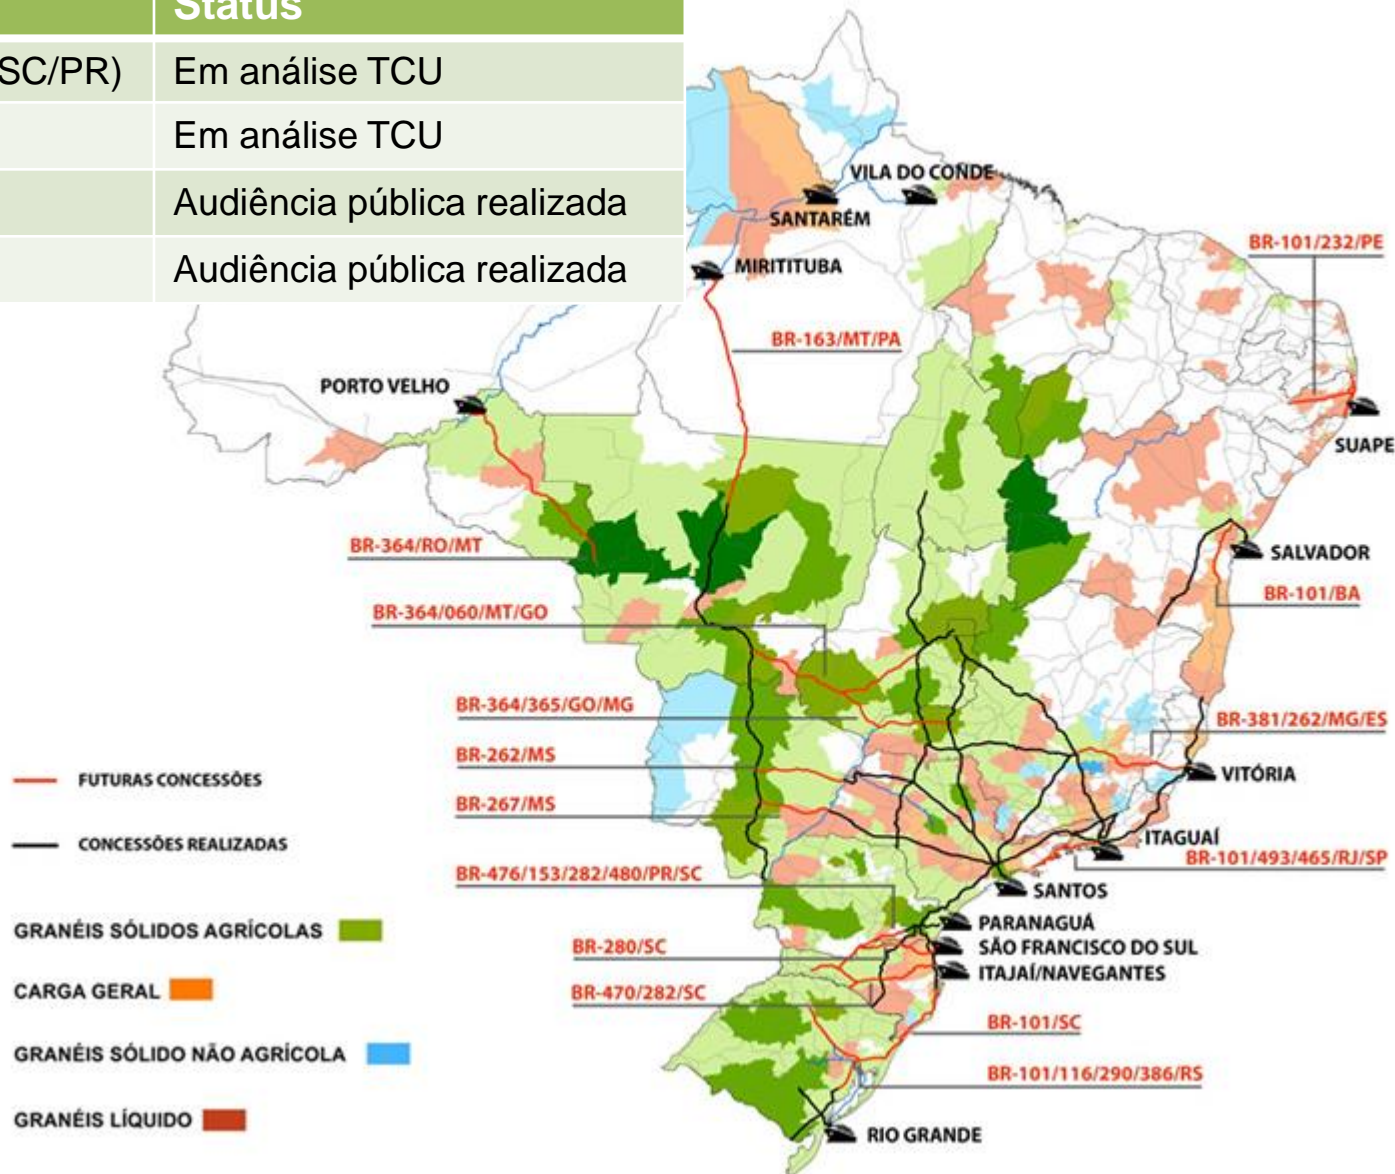 Status
SC/PR) Em análise TCU
Em análise TCU
Audiência pública realizada
Audiência pública realizada
VILA DO CONDE
SANTARÉM
BR-101/232/PE
MIRITITUBA
BR-163/MT/PA
PORTO VELHO
SUAPE
BR-364/RO/MT
SALVADOR
BR-101/BA
BR-364/060/MT/GO
BR-364/365/GO/MG
BR-381/262/MG/ES
BR-262/MS
VITÓRIA
FUTURAS CONCESSÕES
BR-267/MS
CONCESSÕES REALIZADAS
ITAGUAÍ
BR-101/493/465/RJ/SP
BR-476/153/282/480/PR/SC
SANTOS
PARANAGUÁ
GRANÉIS SÓLIDOS AGRÍCOLAS
BR-280/SC
SÃO FRANCISCO DO SUL
ITAJAÍ/NAVEGANTES
CARGA GERAL
BR-470/282/SC
BR-101/SC
GRANÉIS SÓLIDO NÃO AGRÍCOLA
BR-101/116/290/386/RS
GRANÉIS LÍQUIDO
RIO GRANDE